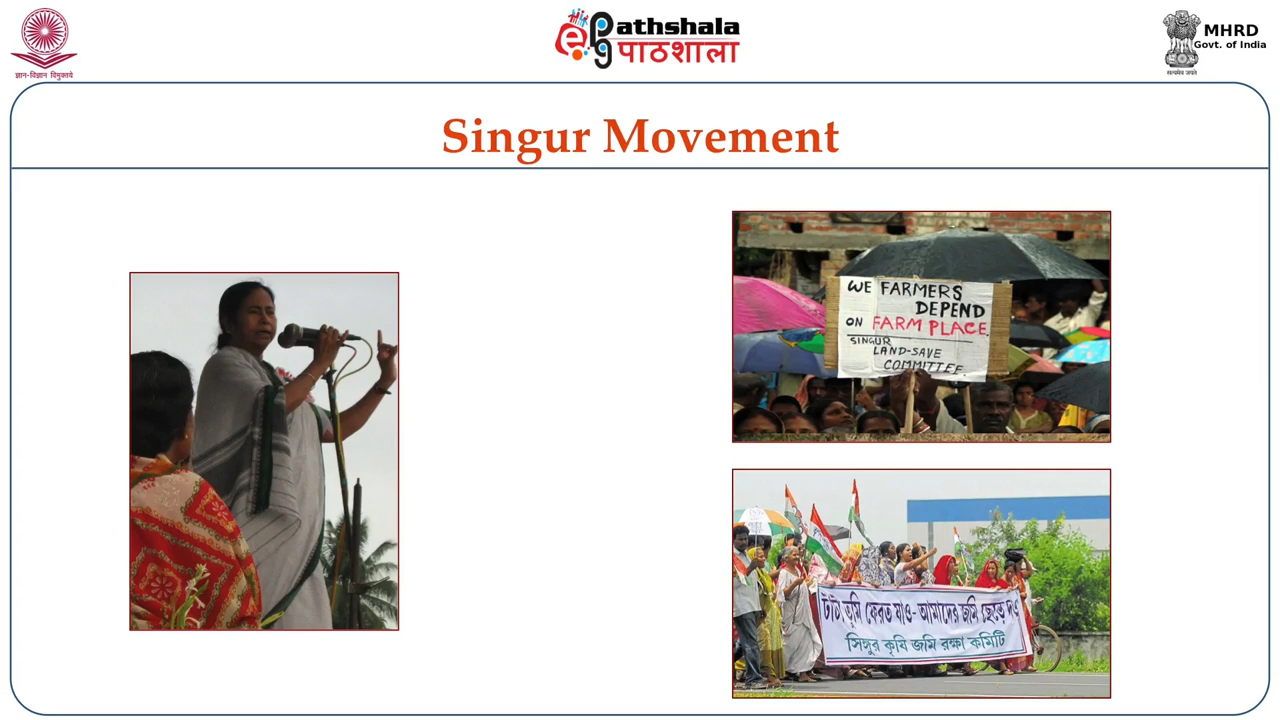 ज्ञान-विज्ञान विमुक्तये
ePg Pathshala
पाठशाला
सत्यमेव जयते
MHRD
Govt. of India
Singur Movement
WE FARMERS
DEPEND
ON FARM PLACE.
SINGUR
LAND-SAVE
COMMITTEE.
টাটা তুমি ফেরত যাও- আমাদের জমি ছেড়ে দাও
সিঙ্গুর কৃষি জমি রক্ষা কমিটি